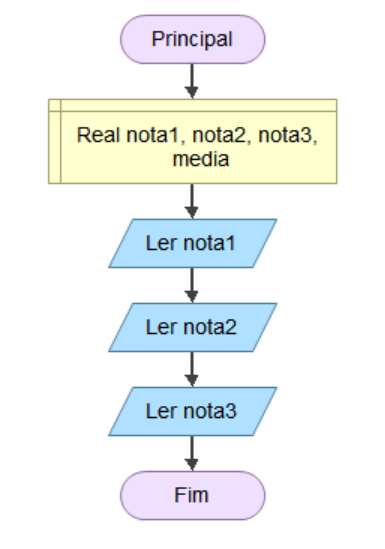 Principal
Real nota1, nota2, nota3,
media
Ler nota1
Ler nota2
Ler nota3
Fim